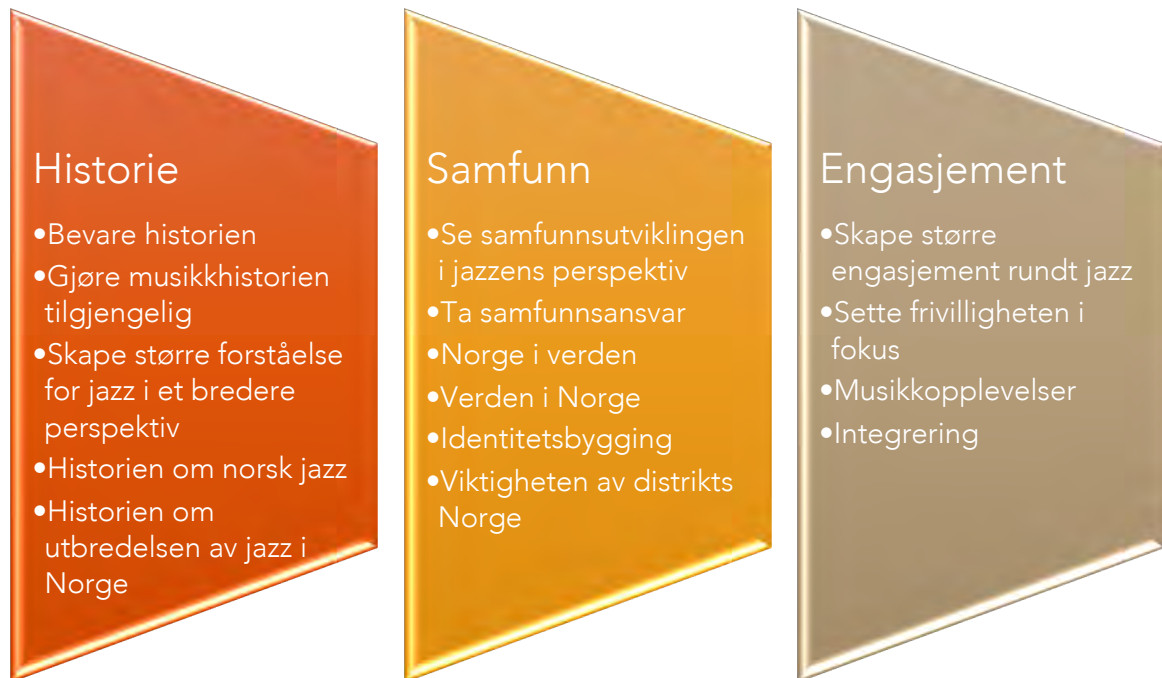 Historie
•Bevare historien
•Gjøre musikkhistorien
tilgjengelig
•Skape større forståelse
for jazz i et bredere
perspektiv
•Historien om norsk jazz
•Historien om
utbredelsen av jazz i
Norge
Samfunn
•Se samfunnsutviklingen
i jazzens perspektiv
•Ta samfunnsansvar
•Norge i verden
•Verden i Norge
•Identitetsbygging
•Viktigheten av distrikts
Norge
Engasjement
•Skape større
engasjement rundt jazz
•Sette frivilligheten i
fokus
•Musikkopplevelser
•Integrering